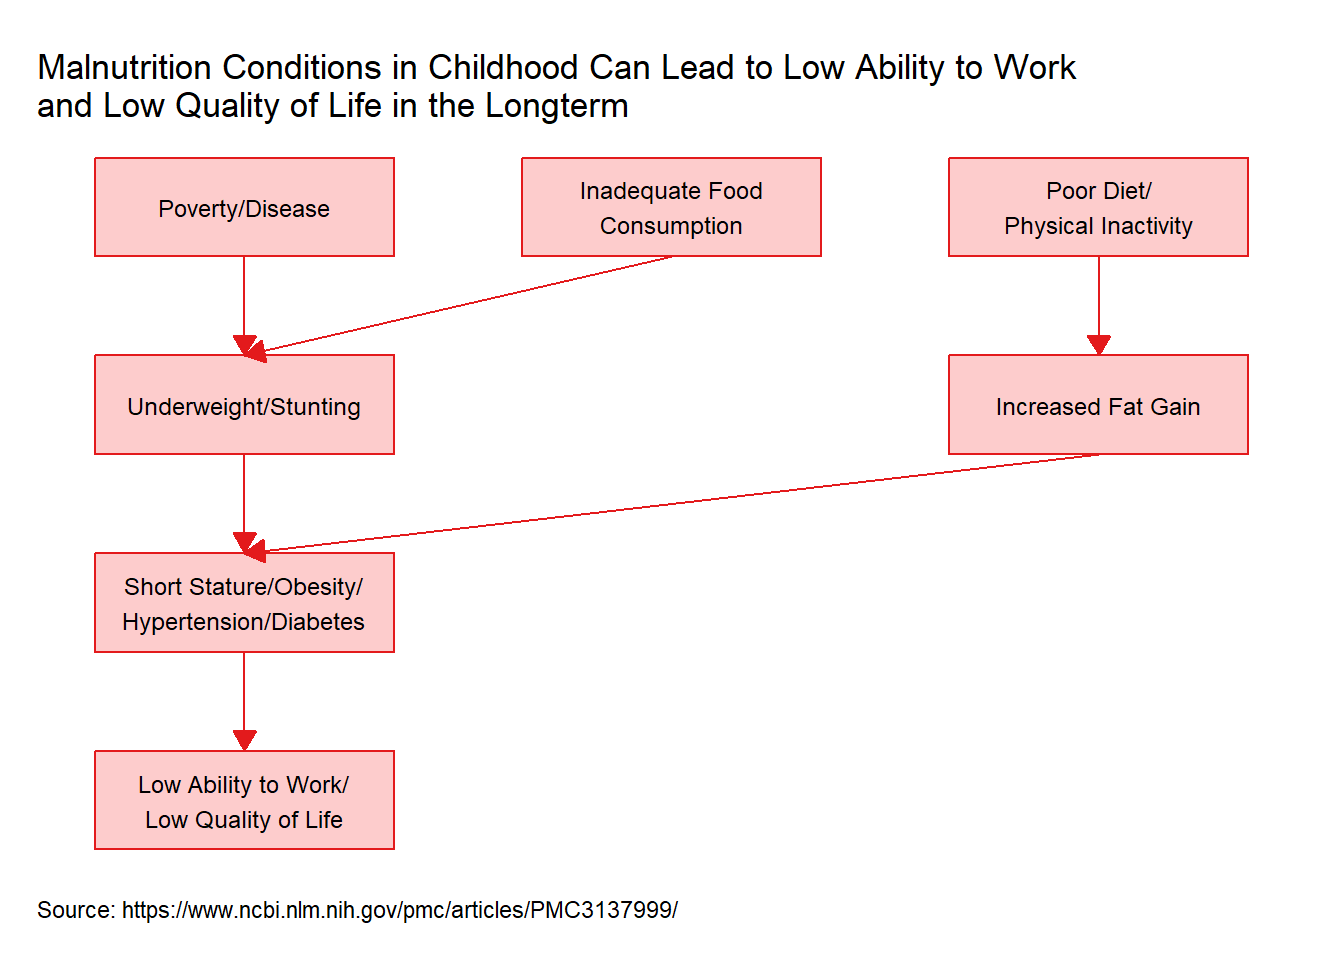 Malnutrition Conditions in Childhood Can Lead to Low Ability to Work
and Low Quality of Life in the Longterm
Poverty/Disease
Inadequate Food
Consumption
Poor Diet/
Physical Inactivity
Underweight/Stunting
Increased Fat Gain
Short Stature/Obesity/
Hypertension/Diabetes
Low Ability to Work/
Low Quality of Life
Source: https://www.ncbi.nlm.nih.gov/pmc/articles/PMC3137999/